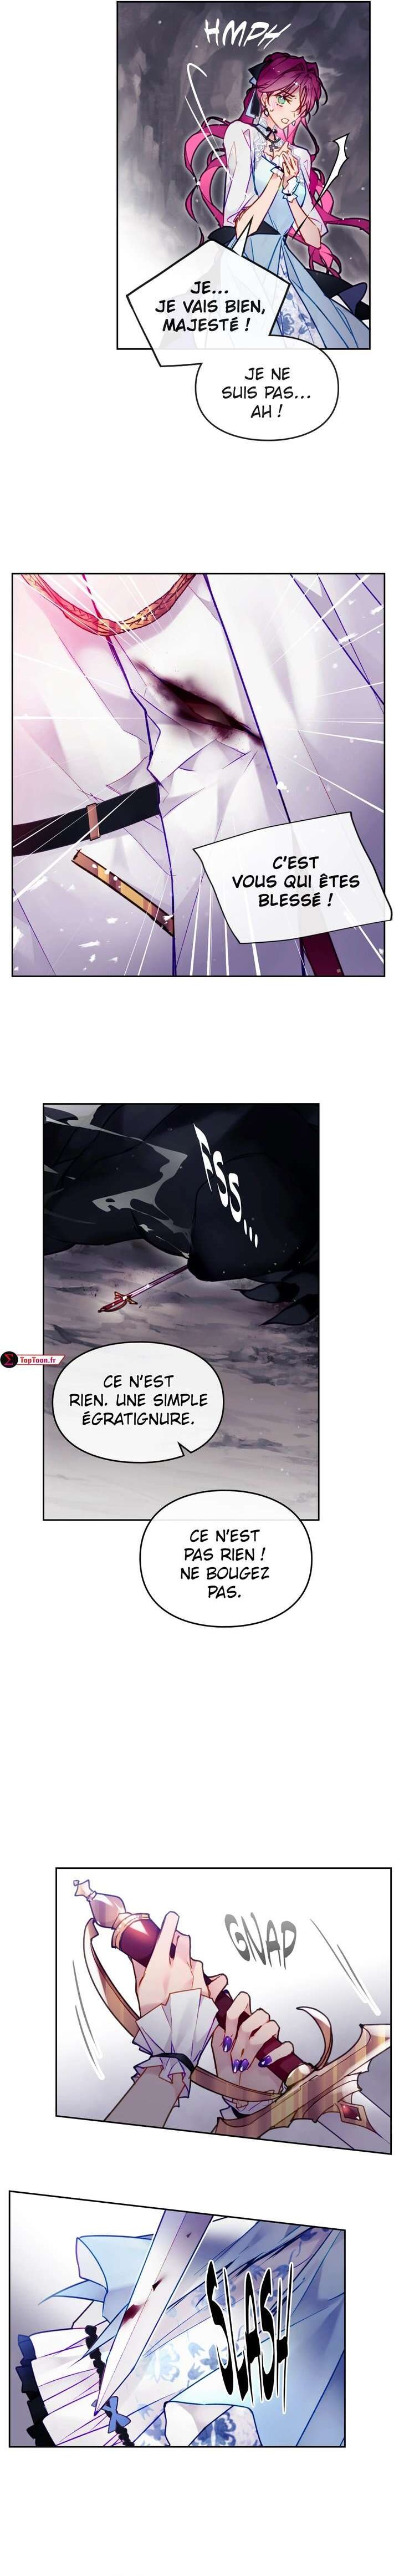 HMPH
JE...
JE VAIS BIEN,
MAJESTÉ !
JE NE
SUIS PAS...
AH !
C'EST
VOUS QUI ÊTES
BLESSÉ !
FSS...
TopToon.fr
CE N'EST
RIEN. UNE SIMPLE
ÉGRATIGNURE.
CE N'EST
PAS RIEN !
NE BOUGEZ
PAS.
GNAP
SLASH